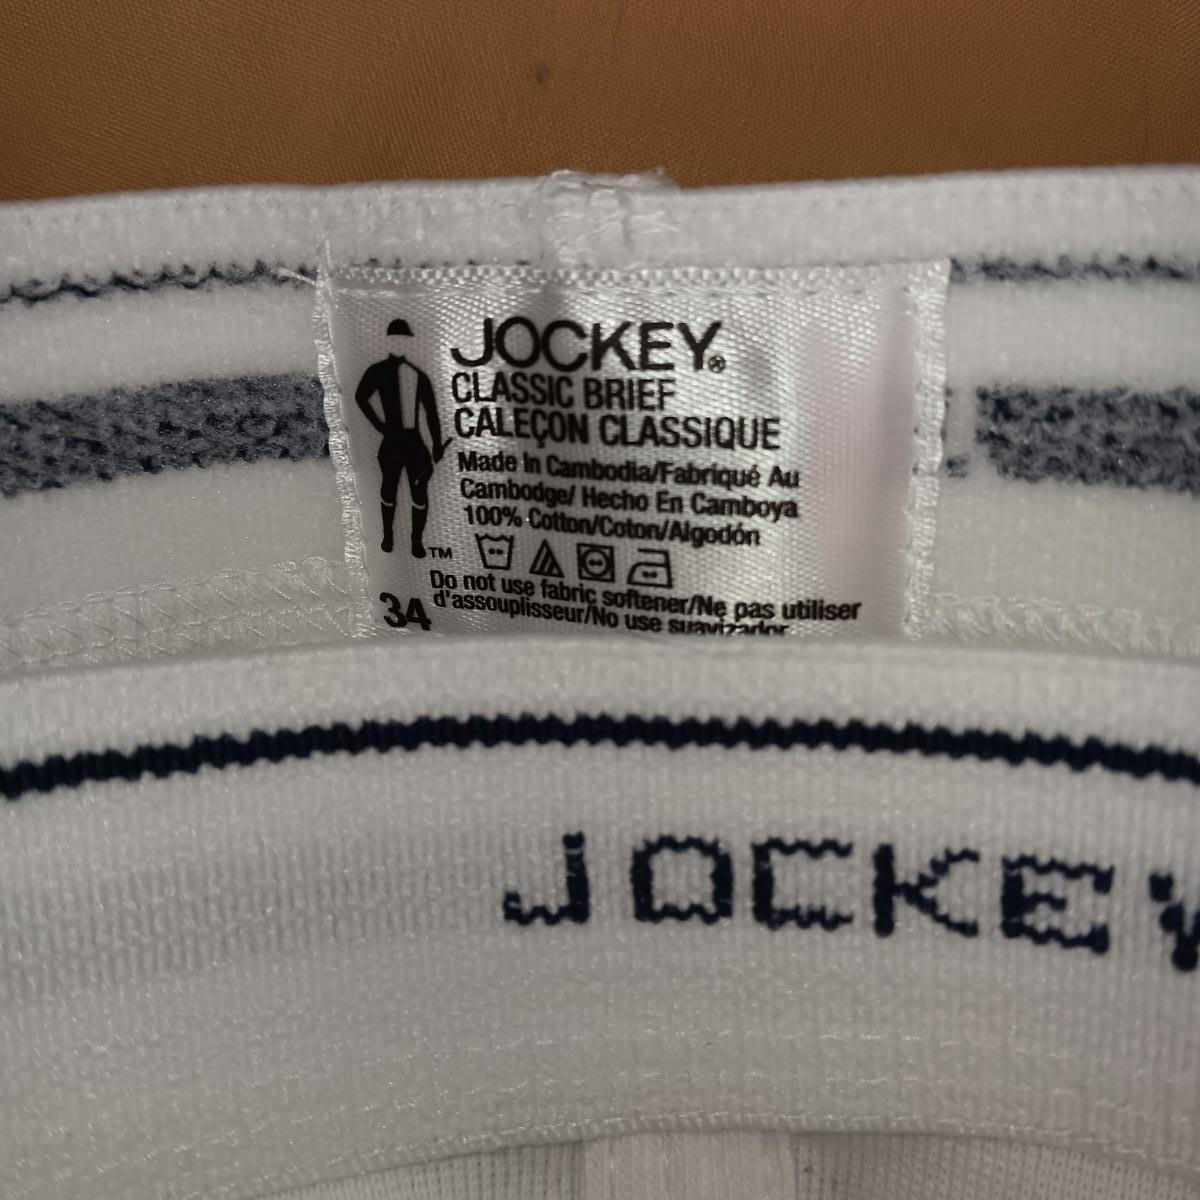 JOCKEY®
CLASSIC BRIEF
CALEÇON CLASSIQUE
Made In Cambodia/Fabriqué Au
Cambodge/ Hecho En Camboya
100% Cotton/Coton/Algodón
TM
Do not use fabric softener/Ne pas utiliser
d'assouplisseur/No use suavizador
34
JOCKEY